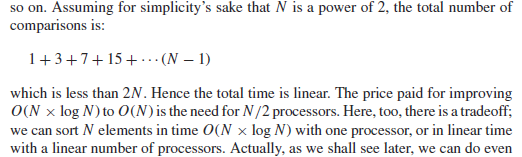 so on. Assuming for simplicity's sake that N is a power of 2, the total number of
comparisons is:
1 + 3 + 7 + 15 + ··· (N – 1)
which is less than 2N. Hence the total time is linear. The price paid for improving
O(N × log N) to O(N) is the need for N/2 processors. Here, too, there is a tradeoff;
we can sort N elements in time O(N × log N) with one processor, or in linear time
with a linear number of processors. Actually, as we shall see later, we can do even